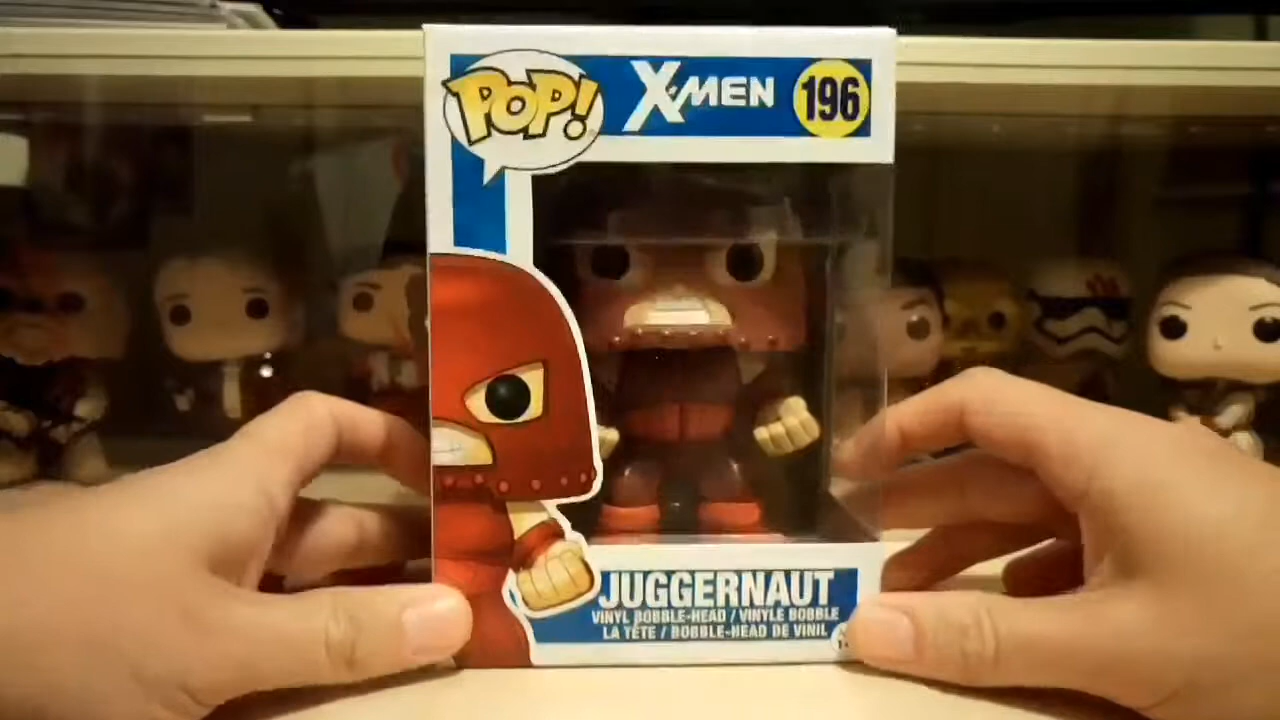 POP!
X-MEN
196
JUGGERNAUT
VINYL BOBBLE-HEAD / VINYLE BOBBLE
LA TÊTE / BOBBLE-HEAD DE VINIL